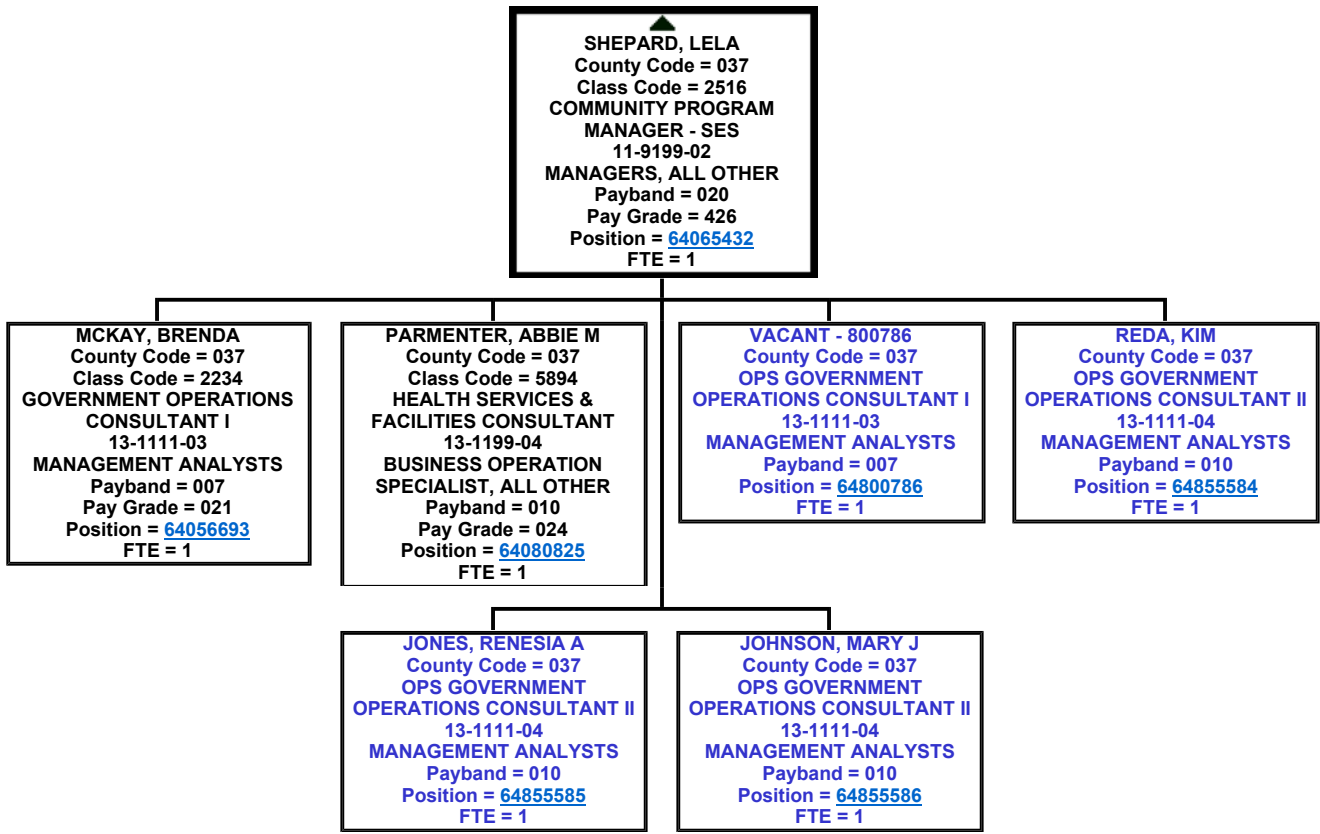 SHEPARD, LELA
County Code = 037
Class Code = 2516
COMMUNITY PROGRAM
MANAGER - SES
11-9199-02
MANAGERS, ALL OTHER
Payband = 020
Pay Grade = 426
Position = 64065432
FTE = 1
MCKAY, BRENDA
County Code = 037
Class Code = 2234
GOVERNMENT OPERATIONS
CONSULTANT I
13-1111-03
MANAGEMENT ANALYSTS
Payband = 007
Pay Grade = 021
Position = 64056693
FTE = 1
PARMENTER, ABBIE M
County Code = 037
Class Code = 5894
HEALTH SERVICES &
FACILITIES CONSULTANT
13-1199-04
BUSINESS OPERATION
SPECIALIST, ALL OTHER
Payband = 010
Pay Grade = 024
Position = 64080825
FTE = 1
VACANT - 800786
County Code = 037
OPS GOVERNMENT
OPERATIONS CONSULTANT I
13-1111-03
MANAGEMENT ANALYSTS
Payband = 007
Position = 64800786
FTE = 1
REDA, KIM
County Code = 037
OPS GOVERNMENT
OPERATIONS CONSULTANT II
13-1111-04
MANAGEMENT ANALYSTS
Payband = 010
Position = 64855584
FTE = 1
JONES, RENESIA A
County Code = 037
OPS GOVERNMENT
OPERATIONS CONSULTANT II
13-1111-04
MANAGEMENT ANALYSTS
Payband = 010
Position = 64855585
FTE = 1
JOHNSON, MARY J
County Code = 037
OPS GOVERNMENT
OPERATIONS CONSULTANT II
13-1111-04
MANAGEMENT ANALYSTS
Payband = 010
Position = 64855586
FTE = 1